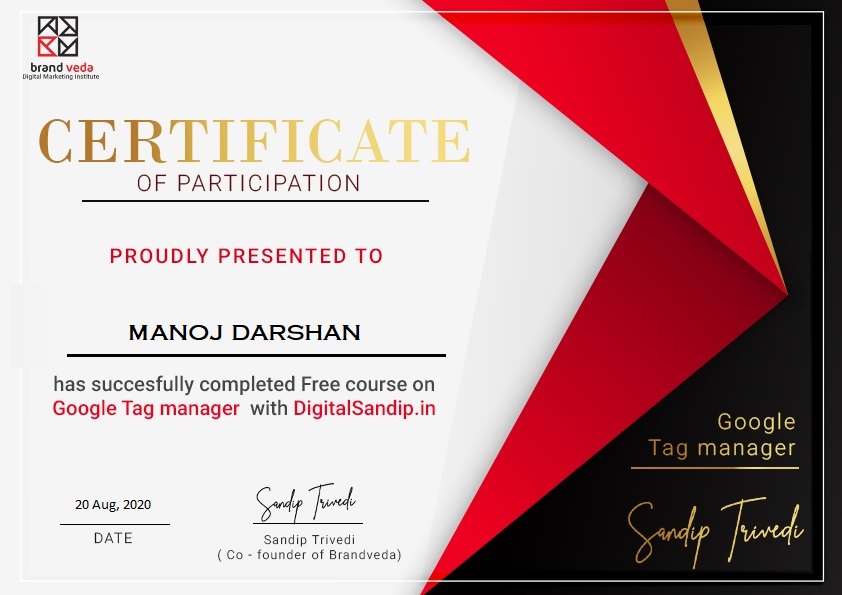 brand veda
Digital Marketing Institute
CERTIFICATE
OF PARTICIPATION
PROUDLY PRESENTED TO
MANOJ DARSHAN
has succesfully completed Free course on
Google Tag manager with DigitalSandip.in
20 Aug, 2020
DATE
Sandip Trivedi
Sandip Trivedi
( Co - founder of Brandveda)
Google
Tag manager
Sandip Trivedi